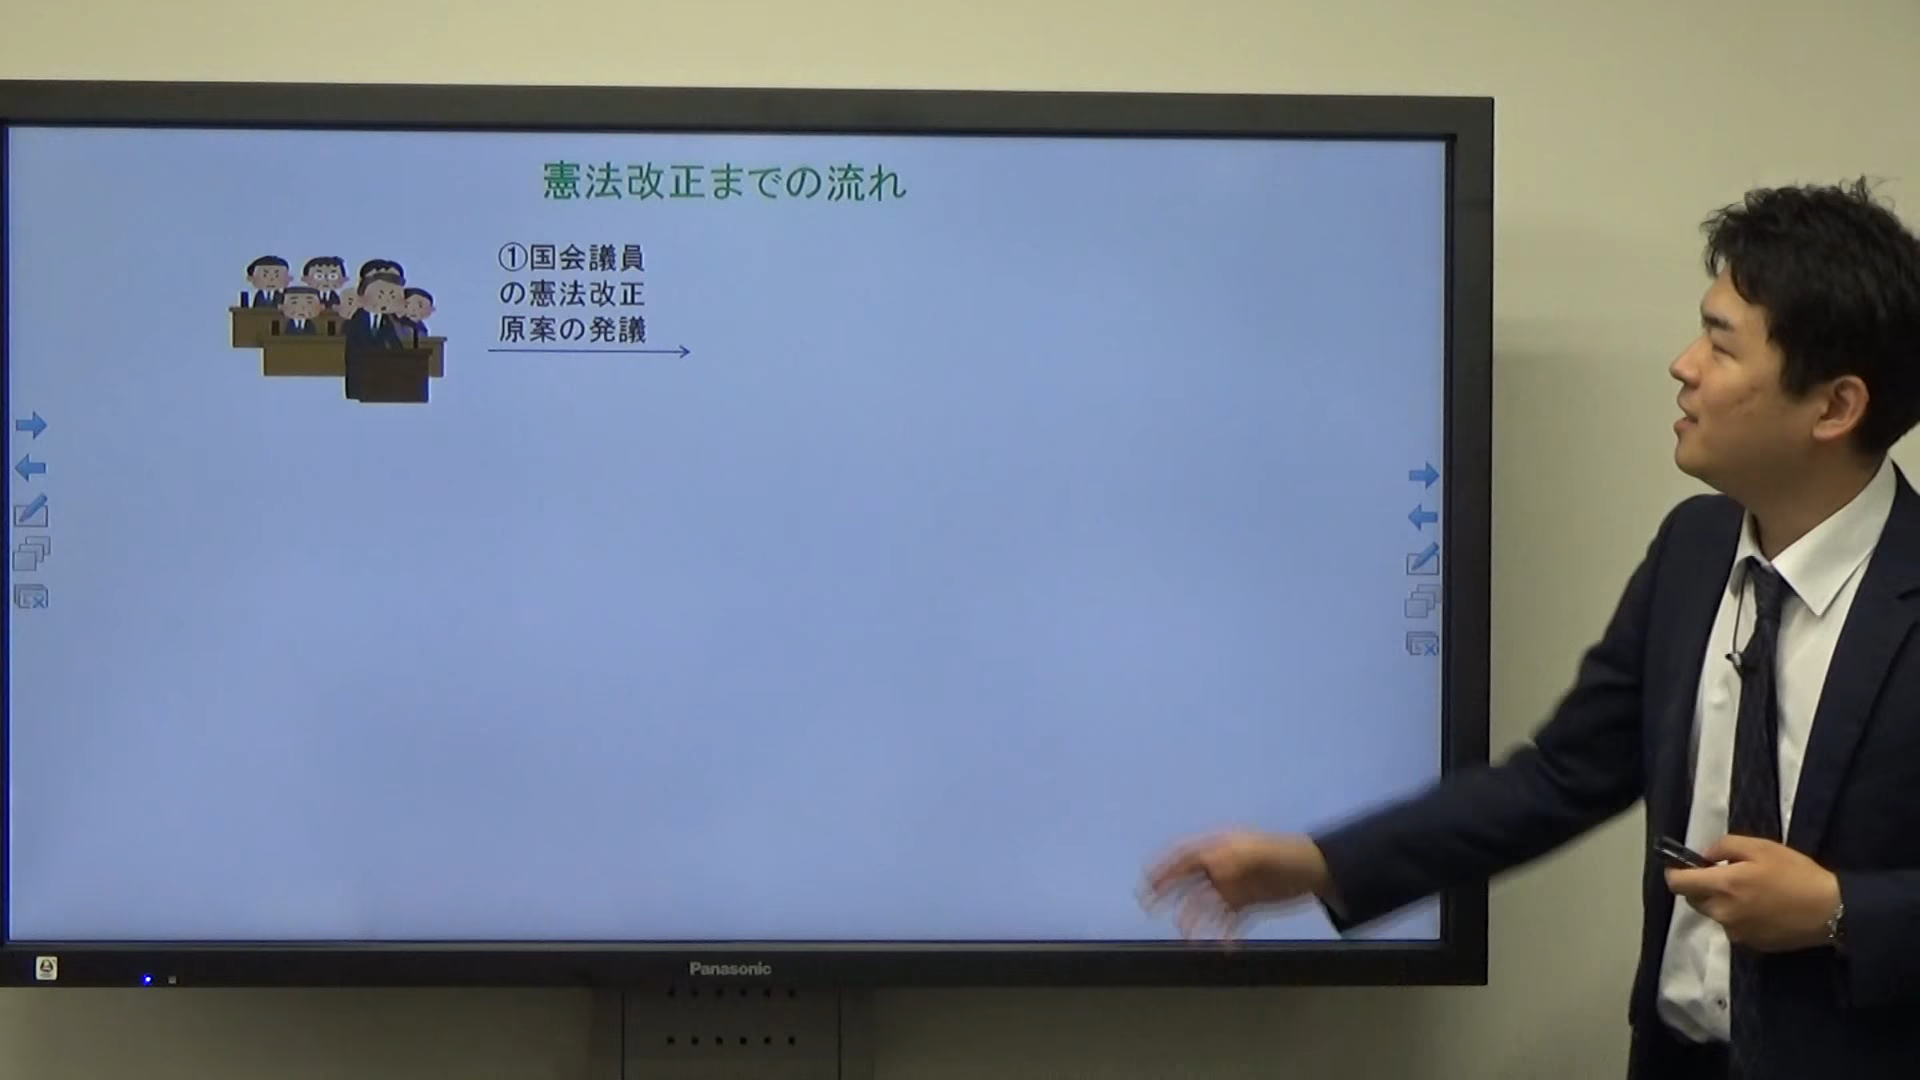 憲法改正までの流れ
①国会議員
の憲法改正
原案の発議
Panasonic